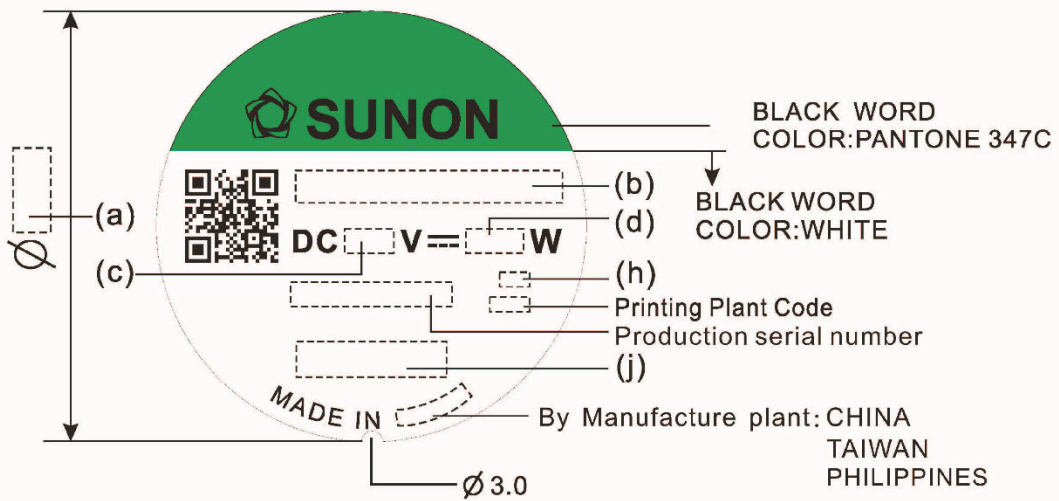 SUNON
BLACK WORD
COLOR:PANTONE 347C
(a)
(b)
BLACK WORD
COLOR:WHITE
DC V W
(d)
(c)
(h)
Printing Plant Code
Production serial number
(j)
MADE IN
By Manufacture plant: CHINA
TAIWAN
PHILIPPINES
Ø
Ø 3.0